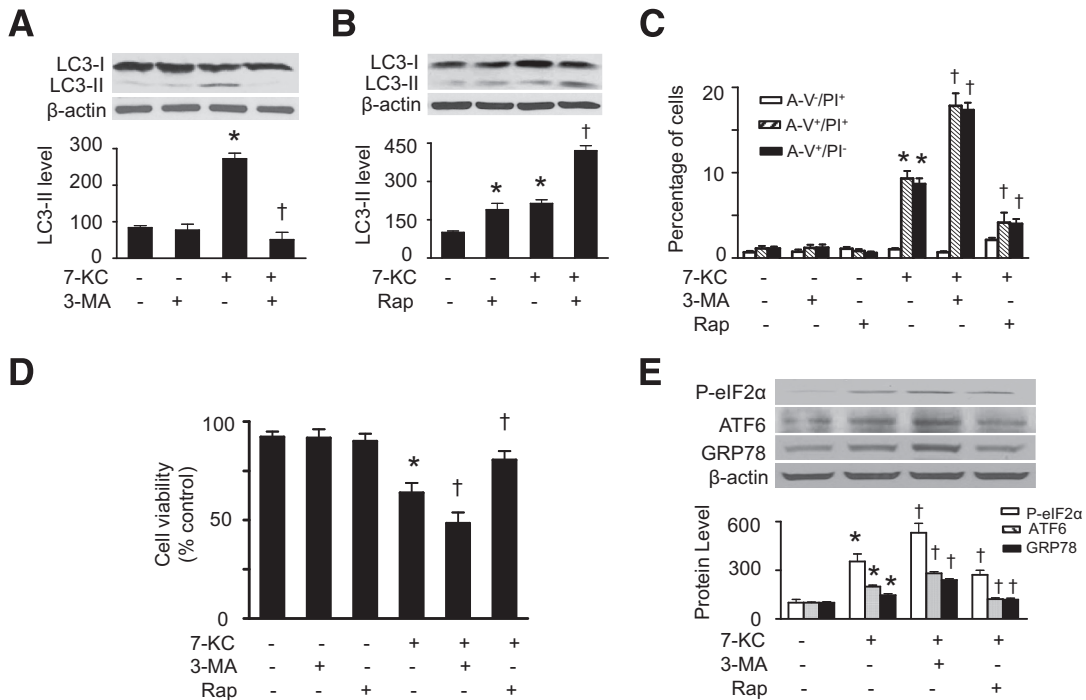 A
LC3-I
LC3-II
β-actin
LC3-II level
300
200
100
0
7-KC - - + +
3-MA - + - +
B
LC3-I
LC3-II
β-actin
LC3-II level
450
300
150
0
* * †
7-KC - - + +
Rap - + - +
* †
C
Percentage of cells
20
10
0
A-V⁻/PI⁺
A-V⁺/PI⁺
A-V⁺/PI⁻
* * † † † †
7-KC - - - + + +
3-MA - + - - + -
Rap - - + - - +
D
Cell viability
(% control)
100
50
0
* † †
7-KC - - - + + +
3-MA - + - - + -
Rap - - + - - +
E
P-eIF2α
ATF6
GRP78
β-actin
Protein Level
600
300
0
P-eIF2α
ATF6
GRP78
* * * † † † † † †
7-KC - + + +
3-MA - - + -
Rap - - - +